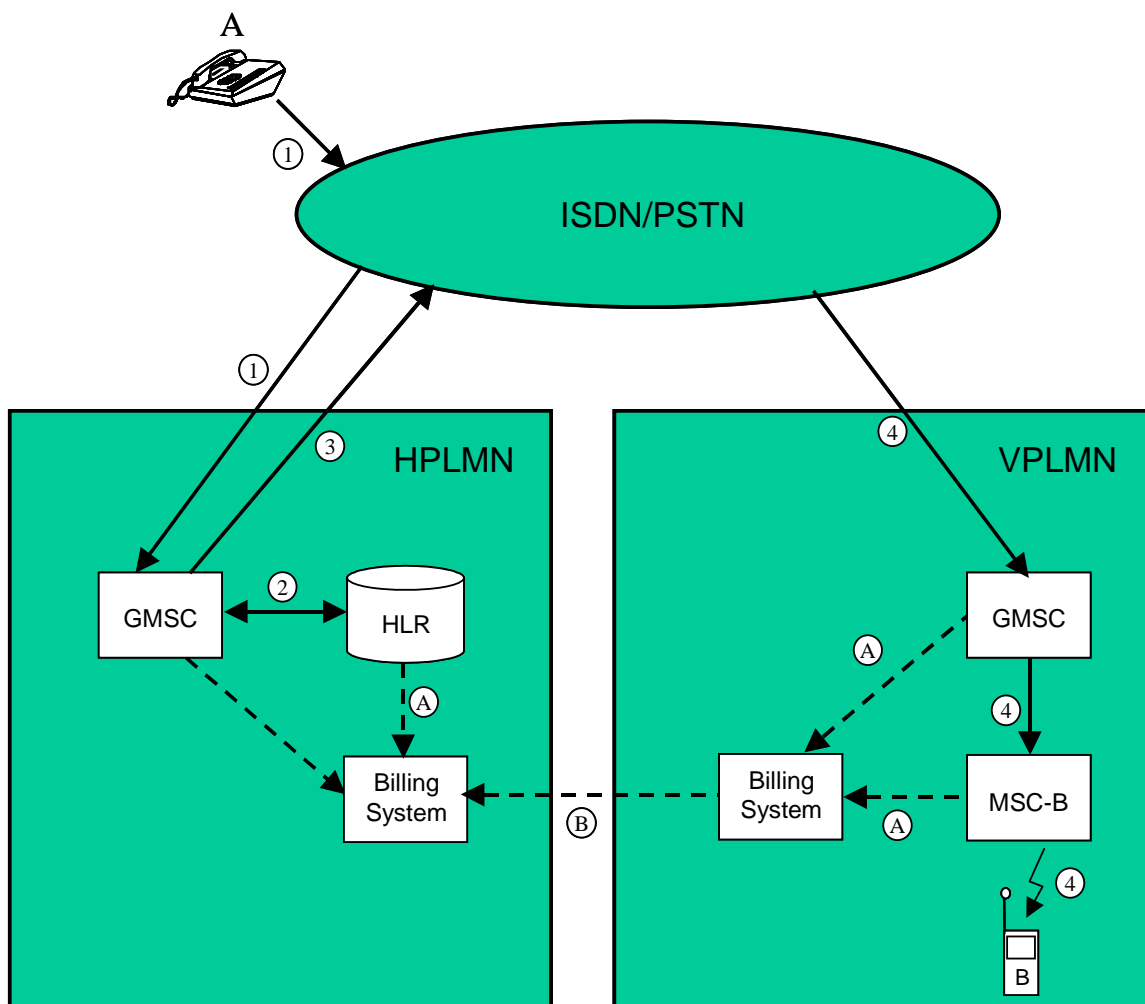 A
1
ISDN/PSTN
1
3
4
HPLMN
VPLMN
GMSC
2
HLR
GMSC
A
A
4
Billing
System
Billing
System
MSC-B
B
A
4
B